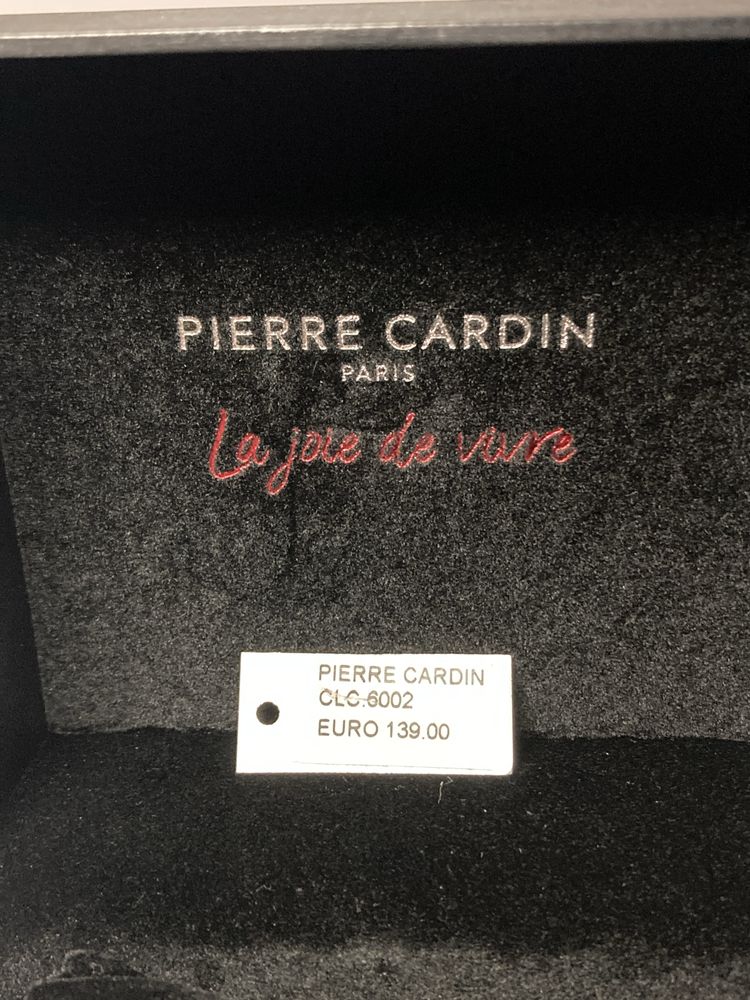 PIERRE CARDIN
PARIS
La joie de vivre
PIERRE CARDIN
CLC.6002
EURO 139.00